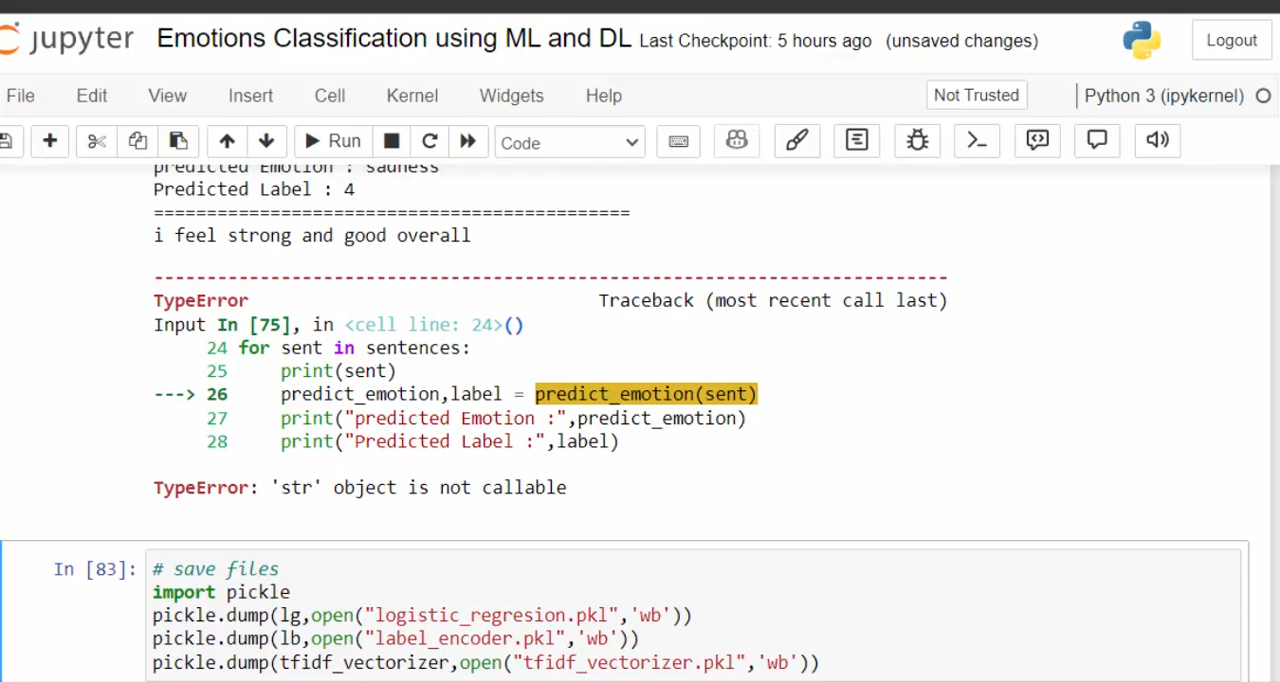 jupyter Emotions Classification using ML and DL Last Checkpoint: 5 hours ago (unsaved changes) Logout
File Edit View Insert Cell Kernel Widgets Help Not Trusted Python 3 (ipykernel)
Run Code
predicted Emotion : sadness
Predicted Label : 4
=============================================
i feel strong and good overall
---------------------------------------------------------------------------
TypeError Traceback (most recent call last)
Input In [75], in <cell line: 24>()
24 for sent in sentences:
25 print(sent)
---> 26 predict_emotion,label = predict_emotion(sent)
27 print("predicted Emotion :",predict_emotion)
28 print("Predicted Label :",label)
TypeError: 'str' object is not callable
In [83]: # save files
import pickle
pickle.dump(lg,open("logistic_regresion.pkl",'wb'))
pickle.dump(lb,open("label_encoder.pkl",'wb'))
pickle.dump(tfidf_vectorizer,open("tfidf_vectorizer.pkl",'wb'))